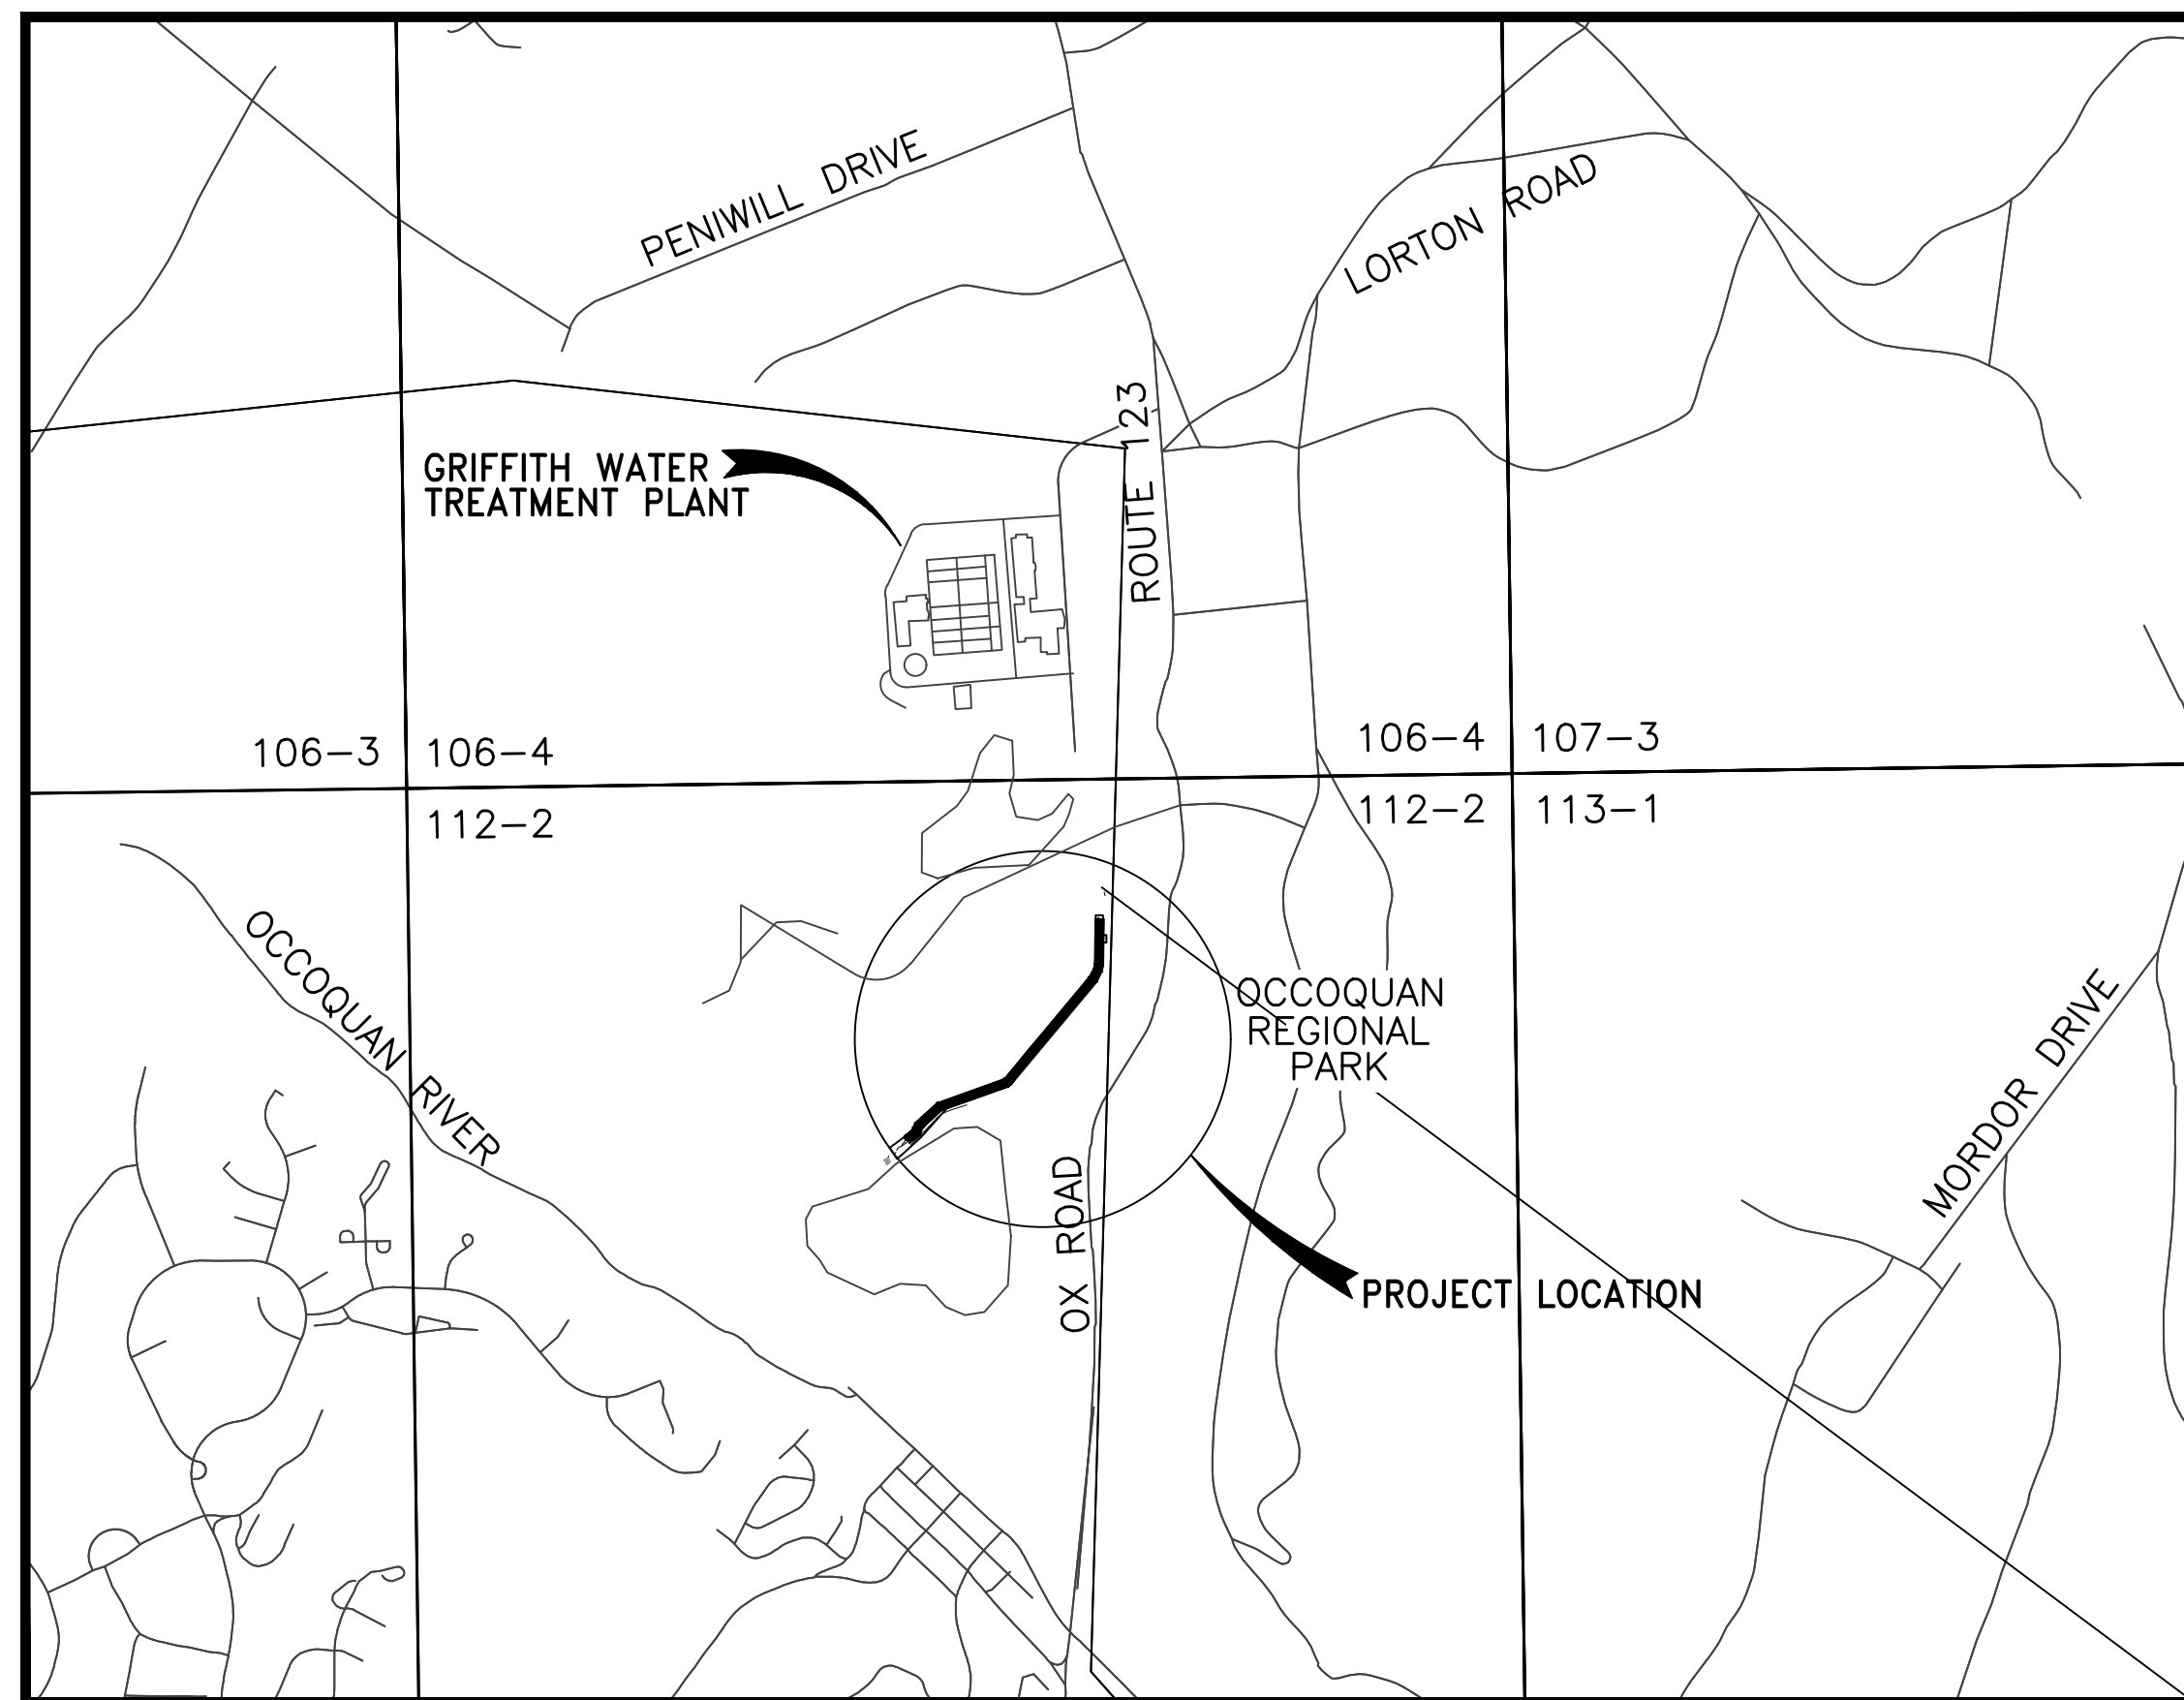 PENIWILL DRIVE
LORTON ROAD
ROUTE 123
GRIFFITH WATER
TREATMENT PLANT
106-3
106-4
106-4
107-3
112-2
112-2
113-1
OCCOQUAN RIVER
OCCOQUAN
REGIONAL
PARK
MORDOR DRIVE
OX ROAD
PROJECT LOCATION